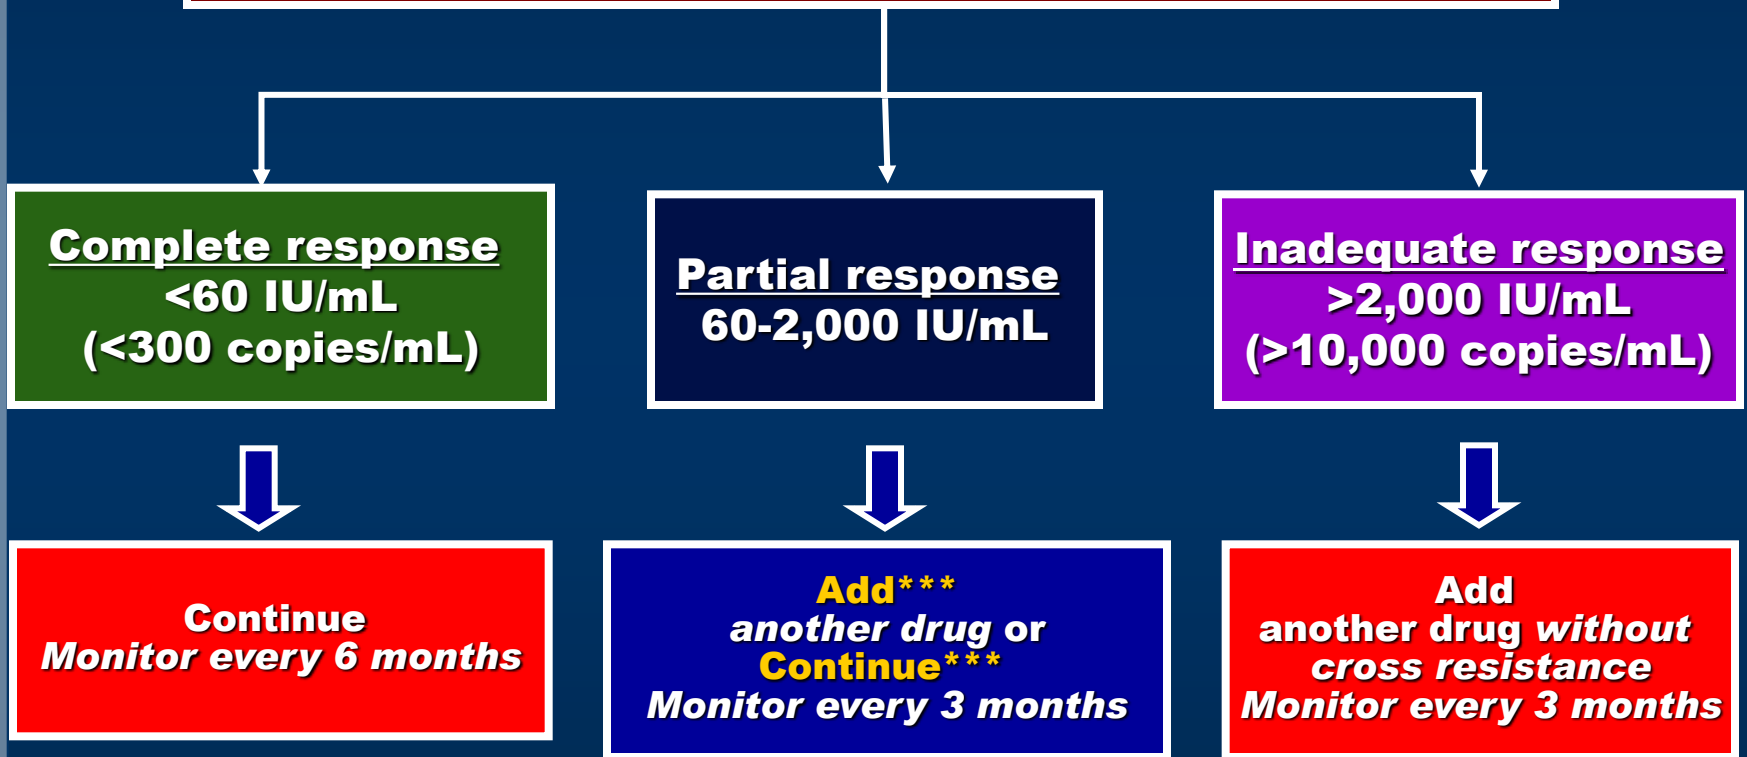 Complete response
<60 IU/mL
(<300 copies/mL)
Partial response
60-2,000 IU/mL
Inadequate response
>2,000 IU/mL
(>10,000 copies/mL)
Continue
Monitor every 6 months
Add***
another drug or
Continue***
Monitor every 3 months
Add
another drug without
cross resistance
Monitor every 3 months